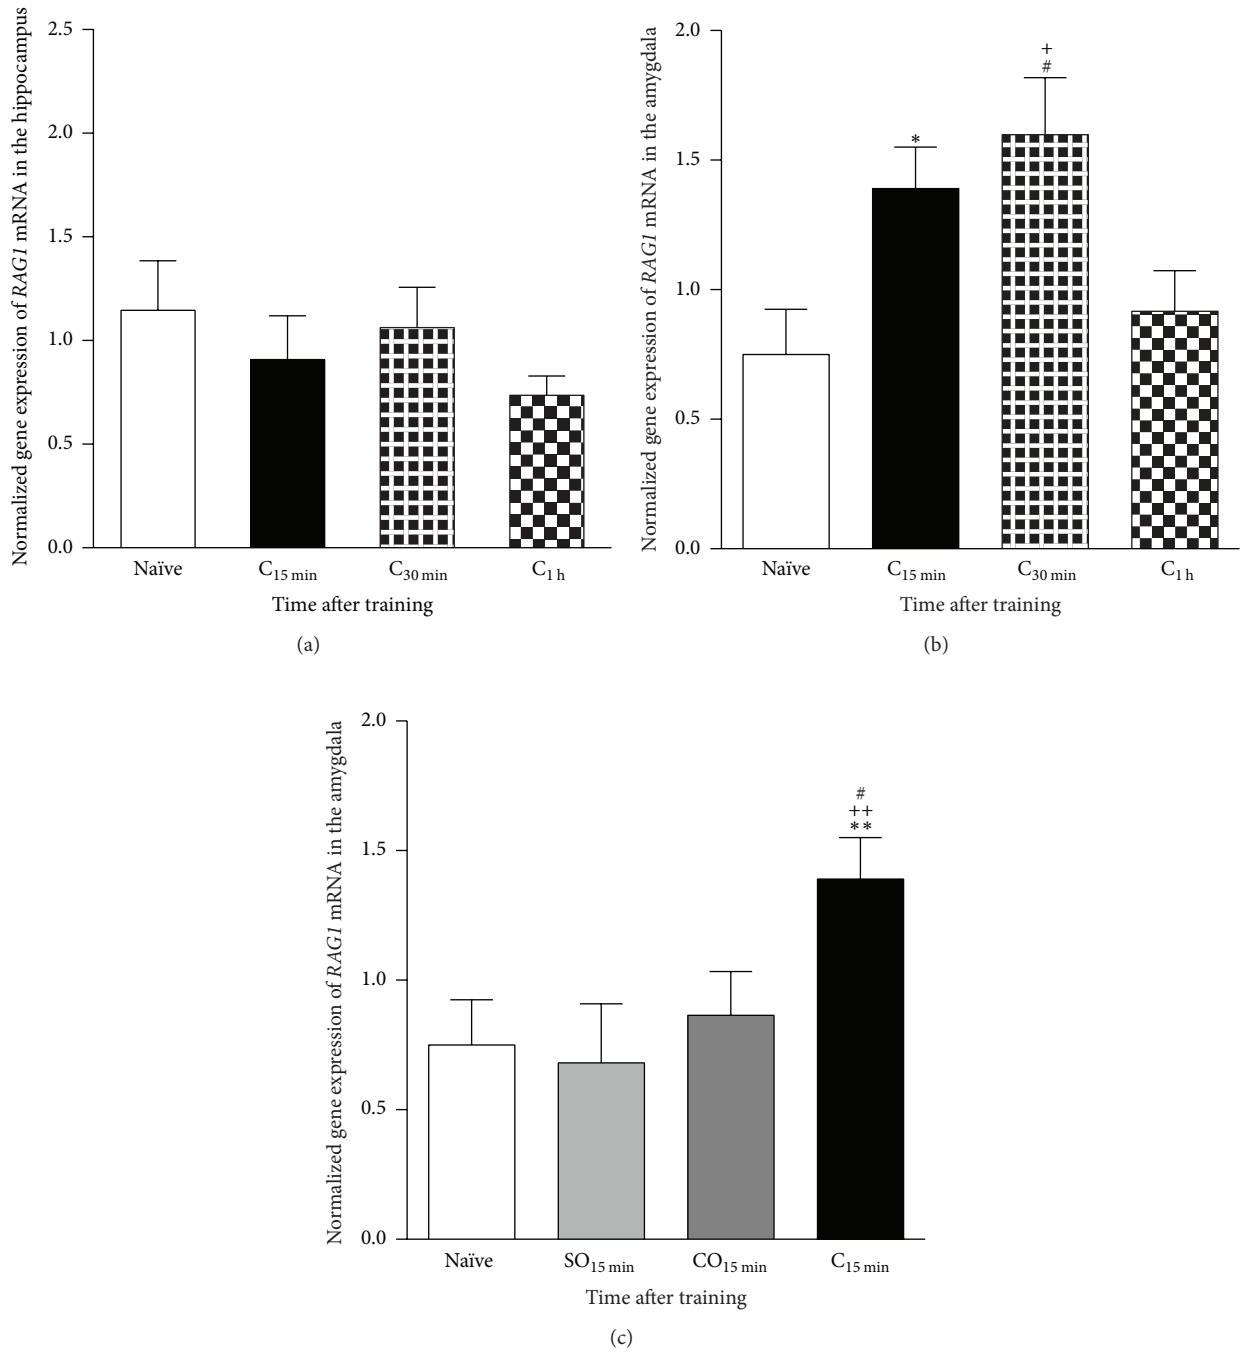 Normalized gene expression of RAG1 mRNA in the hippocampus
2.5
2.0
1.5
1.0
0.5
0.0
Naïve C15 min C30 min C1 h
Time after training
(a)
Normalized gene expression of RAG1 mRNA in the amygdala
2.0
1.5
1.0
0.5
0.0
+
#
*
Naïve C15 min C30 min C1 h
Time after training
(b)
Normalized gene expression of RAG1 mRNA in the amygdala
2.0
1.5
1.0
0.5
0.0
#
++
**
Naïve SO15 min CO15 min C15 min
Time after training
(c)